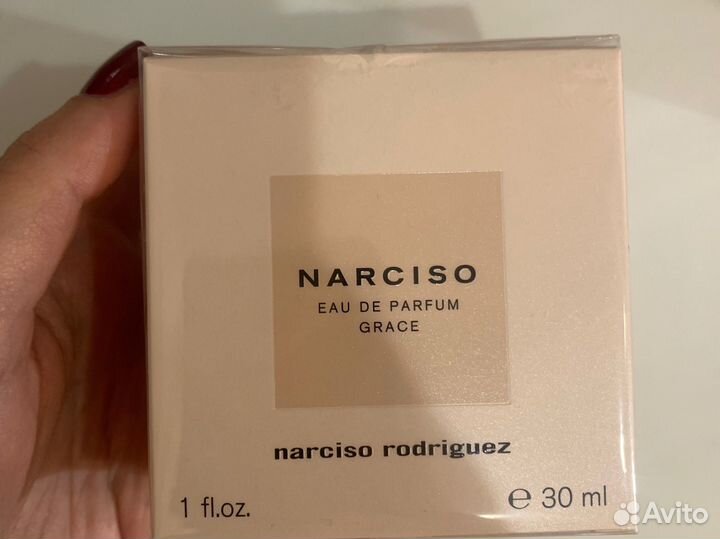 NARCISO
EAU DE PARFUM
GRACE
narciso rodriguez
1 fl.oz. ℮ 30 ml
Avito